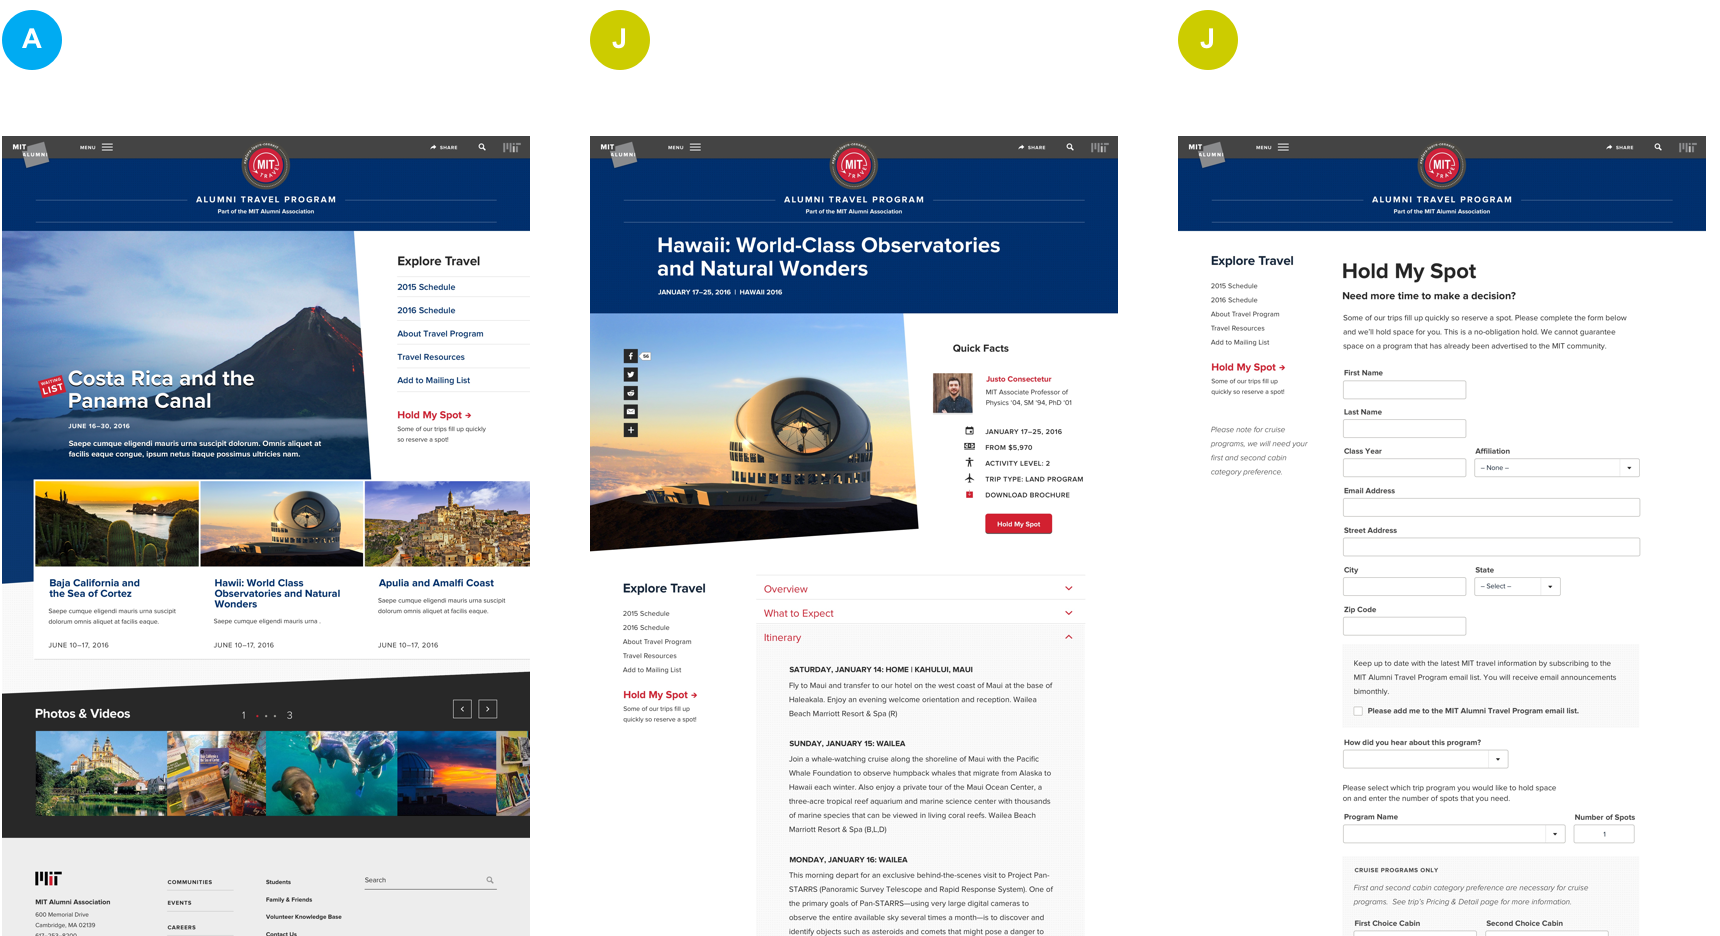 A
MIT
ALUMNI
MENU
SHARE
MIT
TRAVEL
ALUMNI TRAVEL PROGRAM
Part of the MIT Alumni Association
WAITING
LIST
Costa Rica and the
Panama Canal
JUNE 16–30, 2016
Saepe cumque eligendi mauris urna suscipit dolorum. Omnis aliquet at
facilis eaque congue, ipsum netus itaque possimus ultricies nam.
Explore Travel
2015 Schedule
2016 Schedule
About Travel Program
Travel Resources
Add to Mailing List
Hold My Spot →
Some of our trips fill up quickly
so reserve a spot!
Baja California and
the Sea of Cortez
Saepe cumque eligendi mauris urna suscipit
dolorum omnis aliquet at facilis eaque.
JUNE 10–17, 2016
Hawii: World Class
Observatories and Natural
Wonders
Saepe cumque eligendi mauris urna .
JUNE 10–17, 2016
Apulia and Amalfi Coast
Saepe cumque eligendi mauris urna suscipit
dolorum omnis aliquet at facilis eaque.
JUNE 10–17, 2016
Photos & Videos
1 3
MIT
MIT Alumni Association
600 Memorial Drive
Cambridge, MA 02139
617-253-8200
COMMUNITIES
EVENTS
CAREERS
Students
Family & Friends
Volunteer Knowledge Base
Contact Us
Search
J
MIT
ALUMNI
MENU
SHARE
MIT
TRAVEL
ALUMNI TRAVEL PROGRAM
Part of the MIT Alumni Association
Hawaii: World-Class Observatories
and Natural Wonders
JANUARY 17–25, 2016 | HAWAII 2016
56
Quick Facts
Justo Consectetur
MIT Associate Professor of
Physics '04, SM '94, PhD '01
JANUARY 17–25, 2016
FROM $5,970
ACTIVITY LEVEL: 2
TRIP TYPE: LAND PROGRAM
DOWNLOAD BROCHURE
Hold My Spot
Explore Travel
2015 Schedule
2016 Schedule
About Travel Program
Travel Resources
Add to Mailing List
Hold My Spot →
Some of our trips fill up
quickly so reserve a spot!
Overview
What to Expect
Itinerary
SATURDAY, JANUARY 14: HOME | KAHULUI, MAUI
Fly to Maui and transfer to our hotel on the west coast of Maui at the base of
Haleakala. Enjoy an evening welcome orientation and reception. Wailea
Beach Marriott Resort & Spa (R)
SUNDAY, JANUARY 15: WAILEA
Join a whale-watching cruise along the shoreline of Maui with the Pacific
Whale Foundation to observe humpback whales that migrate from Alaska to
Hawaii each winter. Also enjoy a private tour of the Maui Ocean Center, a
three-acre tropical reef aquarium and marine science center with thousands
of marine species that can be viewed in living coral reefs. Wailea Beach
Marriott Resort & Spa (B,L,D)
MONDAY, JANUARY 16: WAILEA
This morning depart for an exclusive behind-the-scenes visit to Project Pan-
STARRS (Panoramic Survey Telescope and Rapid Response System). One of
the primary goals of Pan-STARRS—using very large digital cameras to
observe the entire available sky several times a month—is to discover and
identify objects such as asteroids and comets that might pose a danger to
J
MIT
ALUMNI
MENU
SHARE
MIT
TRAVEL
ALUMNI TRAVEL PROGRAM
Part of the MIT Alumni Association
Explore Travel
2015 Schedule
2016 Schedule
About Travel Program
Travel Resources
Add to Mailing List
Hold My Spot →
Some of our trips fill up
quickly so reserve a spot!
Please note for cruise
programs, we will need your
first and second cabin
category preference.
Hold My Spot
Need more time to make a decision?
Some of our trips fill up quickly so reserve a spot. Please complete the form below
and we'll hold space for you. This is a no-obligation hold. We cannot guarantee
space on a program that has already been advertised to the MIT community.
First Name
Last Name
Class Year
Affiliation
– None –
Email Address
Street Address
City
State
– Select –
Zip Code
Keep up to date with the latest MIT travel information by subscribing to the
MIT Alumni Travel Program email list. You will receive email announcements
bimonthly.
Please add me to the MIT Alumni Travel Program email list.
How did you hear about this program?
Please select which trip program you would like to hold space
on and enter the number of spots that you need.
Program Name
Number of Spots
1
CRUISE PROGRAMS ONLY
First and second cabin category preference are necessary for cruise
programs. See trip's Pricing & Detail page for more information.
First Choice Cabin
Second Choice Cabin